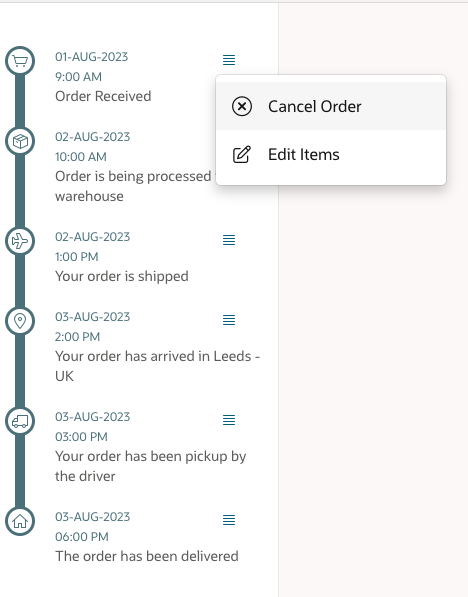 01-AUG-2023
9:00 AM
Order Received
Cancel Order
Edit Items
02-AUG-2023
10:00 AM
Order is being processed
warehouse
02-AUG-2023
1:00 PM
Your order is shipped
03-AUG-2023
2:00 PM
Your order has arrived in Leeds -
UK
03-AUG-2023
03:00 PM
Your order has been pickup by
the driver
03-AUG-2023
06:00 PM
The order has been delivered